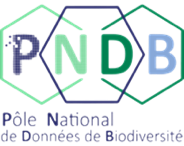 PNDB
Pôle National
de Données de Biodiversité